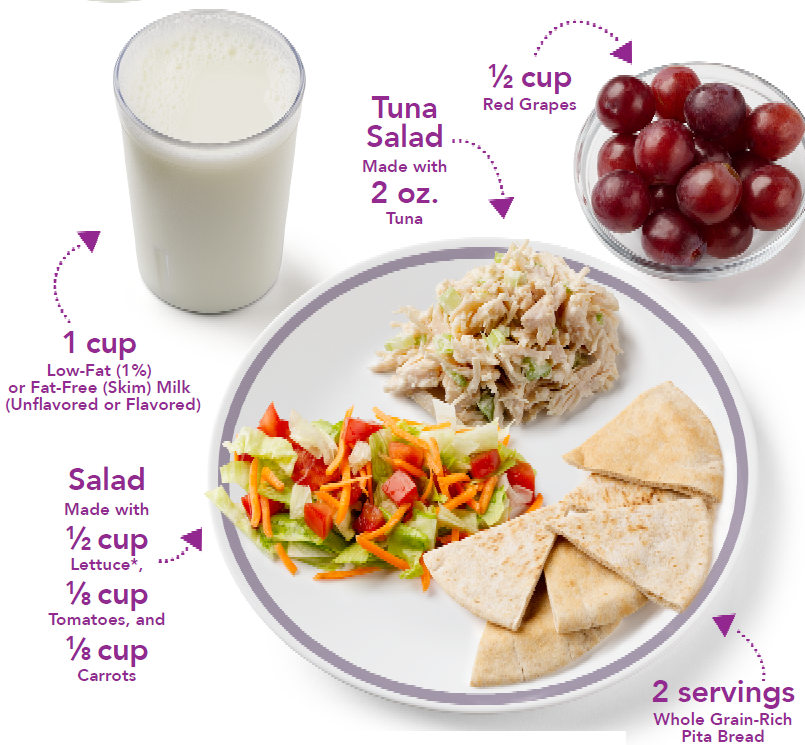 ½ cup
Red Grapes
Tuna
Salad
Made with
2 oz.
Tuna
1 cup
Low-Fat (1%)
or Fat-Free (Skim) Milk
(Unflavored or Flavored)
Salad
Made with
½ cup
Lettuce*,
⅛ cup
Tomatoes, and
⅛ cup
Carrots
2 servings
Whole Grain-Rich
Pita Bread